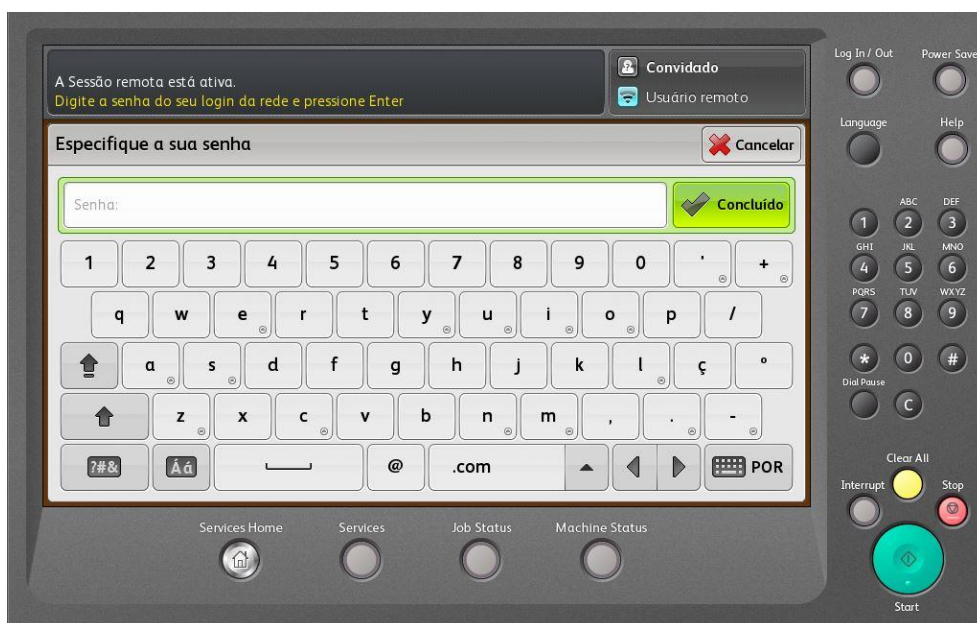 A Sessão remota está ativa.
Digite a senha do seu login da rede e pressione Enter
Convidado
Usuário remoto
Especifique a sua senha
Cancelar
Senha:
Concluído
1 2 3 4 5 6 7 8 9 0 ' +
q w e r t y u i o p /
a s d f g h j k l ç º
z x c v b n m , . -
?#& Áá @ .com POR
Services Home Services Job Status Machine Status
Log In / Out Power Save
Language Help
ABC DEF
1 2 3
GHI JKL MNO
4 5 6
PQRS TUV WXYZ
7 8 9
* 0 #
Dial Pause
C
Clear All
Interrupt Stop
Start